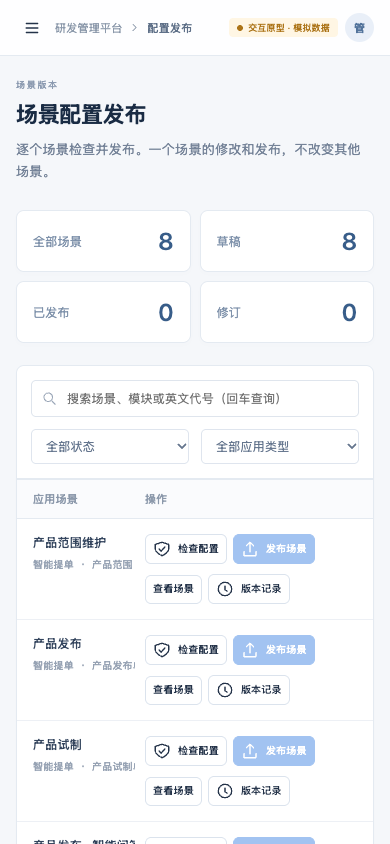 研发管理平台 > 配置发布
交互原型 · 模拟数据
管
场景版本
场景配置发布
逐个场景检查并发布。一个场景的修改和发布，不改变其他
场景。
全部场景 8
草稿 8
已发布 0
修订 0
搜索场景、模块或英文代号（回车查询）
全部状态
全部应用类型
应用场景 操作
产品范围维护
智能提单 · 产品范围
检查配置 发布场景
查看场景 版本记录
产品发布
智能提单 · 产品发布
检查配置 发布场景
查看场景 版本记录
产品试制
智能提单 · 产品试制
检查配置 发布场景
查看场景 版本记录